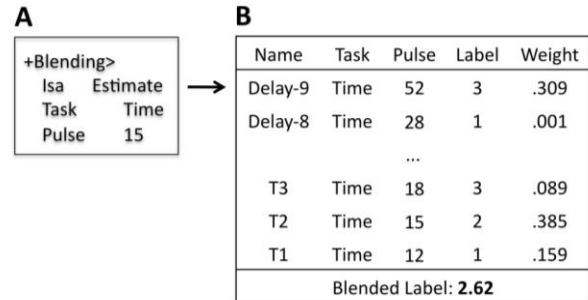 A
+Blending>
Isa Estimate
Task Time
Pulse 15
B
Name Task Pulse Label Weight
Delay-9 Time 52 3 .309
Delay-8 Time 28 1 .001
...
T3 Time 18 3 .089
T2 Time 15 2 .385
T1 Time 12 1 .159
Blended Label: 2.62